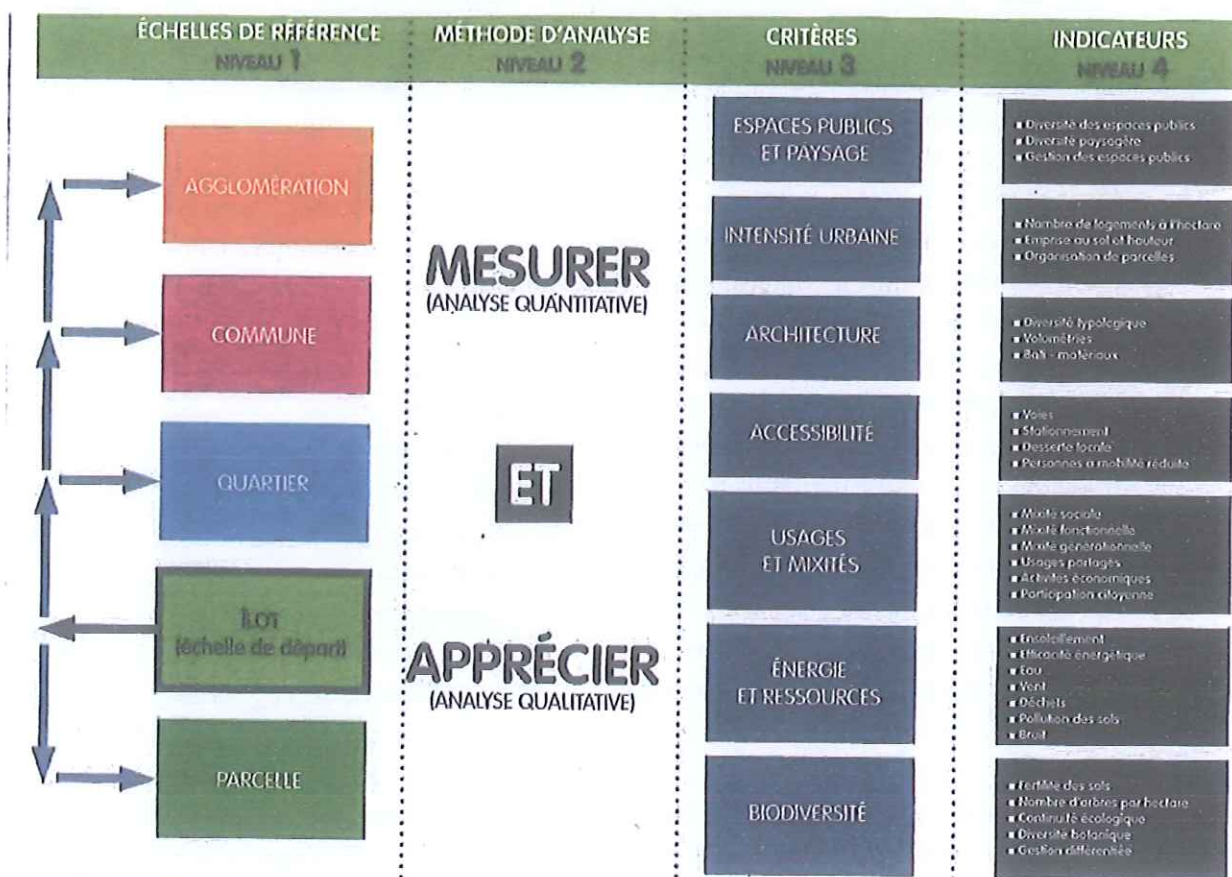 ÉCHELLES DE RÉFÉRENCE
NIVEAU 1
MÉTHODE D'ANALYSE
NIVEAU 2
CRITÈRES
NIVEAU 3
INDICATEURS
NIVEAU 4
AGGLOMÉRATION
COMMUNE
QUARTIER
ÎLOT
(échelle de départ)
PARCELLE
MESURER
(ANALYSE QUANTITATIVE)
ET
APPRÉCIER
(ANALYSE QUALITATIVE)
ESPACES PUBLICS
ET PAYSAGE
INTENSITÉ URBAINE
ARCHITECTURE
ACCESSIBILITÉ
USAGES
ET MIXITÉS
ÉNERGIE
ET RESSOURCES
BIODIVERSITÉ
▪ Diversité des espaces publics
▪ Diversité paysagère
▪ Gestion des espaces publics
▪ Nombre de logements à l'hectare
▪ Emprise au sol et hauteur
▪ Organisation de parcelles
▪ Diversité typologique
▪ Volumétries
▪ Bâti - matériaux
▪ Voies
▪ Stationnement
▪ Desserte locale
▪ Personnes a mobilité réduite
▪ Mixité sociale
▪ Mixité fonctionnelle
▪ Mixité générationnelle
▪ Usages partagés
▪ Activités économiques
▪ Participation citoyenne
▪ Ensoleillement
▪ Efficacité énergétique
▪ Eau
▪ Vent
▪ Déchets
▪ Pollution des sols
▪ Bruit
▪ Fertilité des sols
▪ Nombre d'arbres par hectare
▪ Continuité écologique
▪ Diversité botanique
▪ Gestion différentiée